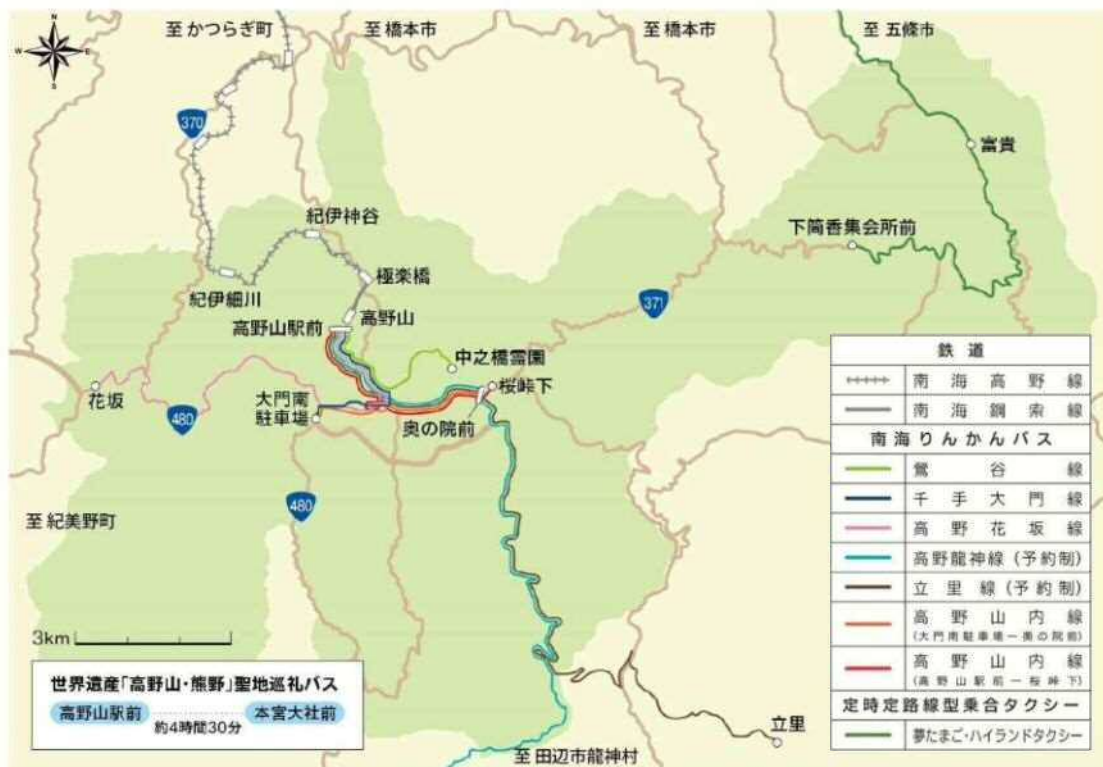 N
W
E
S
至 かつらぎ町
至 橋本市
至 橋本市
至 五條市
370
富貴
紀伊神谷
下筒香集会所前
極楽橋
紀伊細川
371
高野山
高野山駅前
中之橋霊園
桜峠下
花坂
大門南
駐車場
480
奥の院前
480
至 紀美野町
鉄道
南海高野線
南海鋼索線
南海りんかんバス
鶯谷線
千手大門線
高野花坂線
高野龍神線(予約制)
立里線(予約制)
高野山内線
(大門南駐車場ー奥の院前)
高野山内線
(高野山駅前ー桜峠下)
定時定路線型乗合タクシー
夢たまご・ハイランドタクシー
3km
世界遺産「高野山・熊野」聖地巡礼バス
高野山駅前
本宮大社前
約4時間30分
立里
至 田辺市龍神村